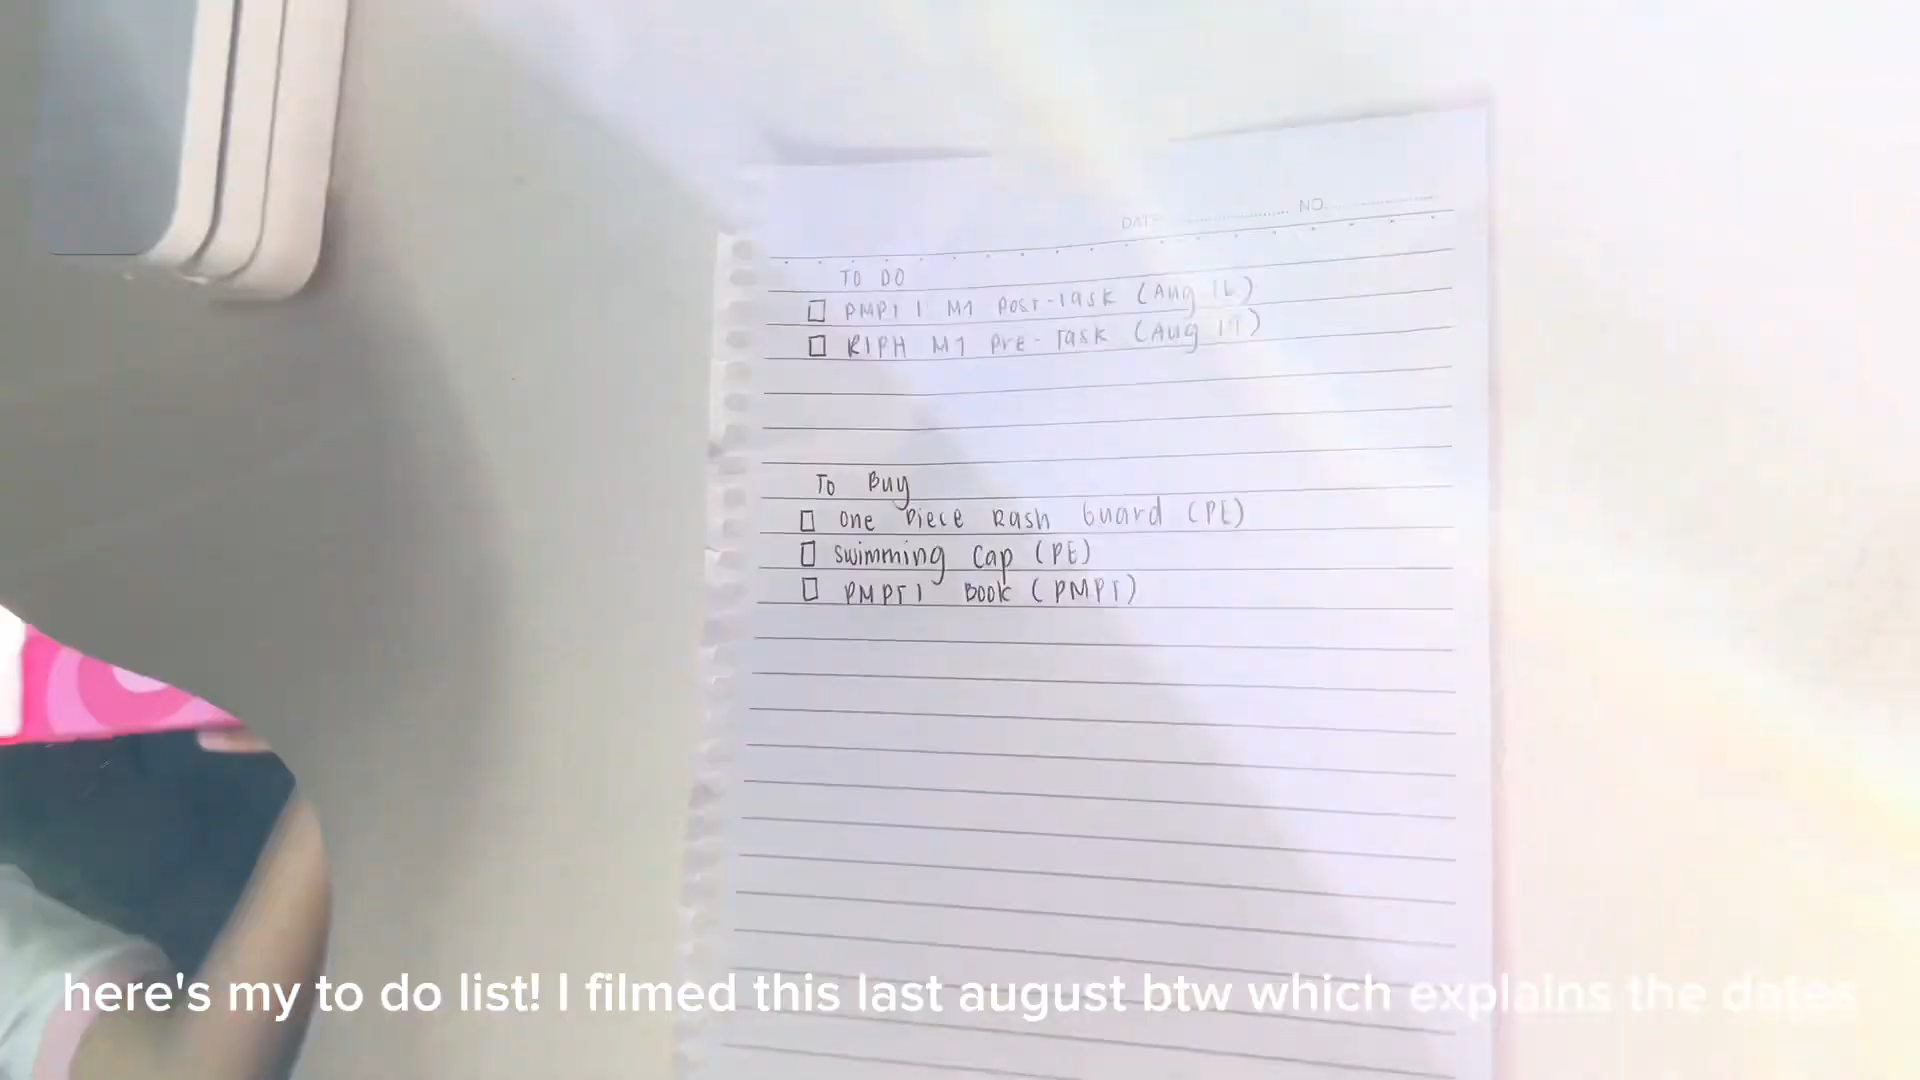 DATE NO.
TO DO
□ PMPT 1 M1 Post-Task (Aug 16)
□ RIPH M1 Pre-Task (Aug
To Buy
□ One Piece Rash Guard (PE)
□ Swimming Cap (PE)
□ PMPT1 Book (PMPT)
here's my to do list! I filmed this last august btw which explains the dates